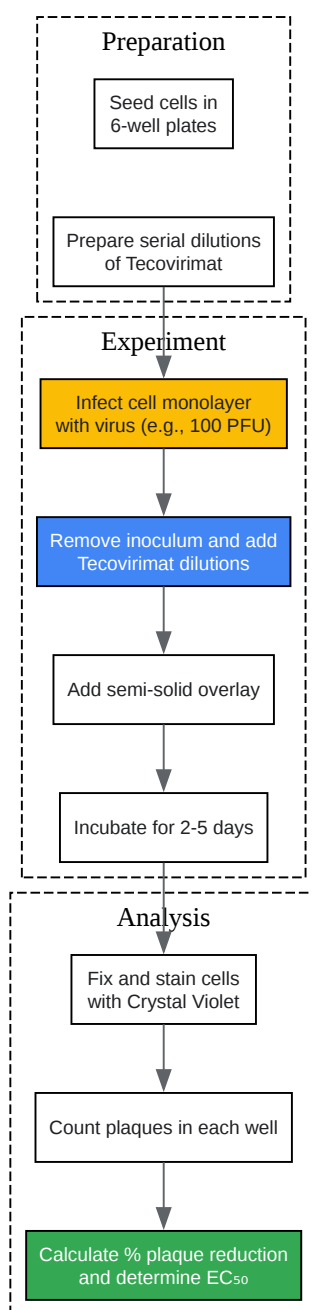 Preparation
Seed cells in
6-well plates
Prepare serial dilutions
of Tecovirimat
Experiment
Infect cell monolayer
with virus (e.g., 100 PFU)
Remove inoculum and add
Tecovirimat dilutions
Add semi-solid overlay
Incubate for 2-5 days
Analysis
Fix and stain cells
with Crystal Violet
Count plaques in each well
Calculate % plaque reduction
and determine EC₅₀